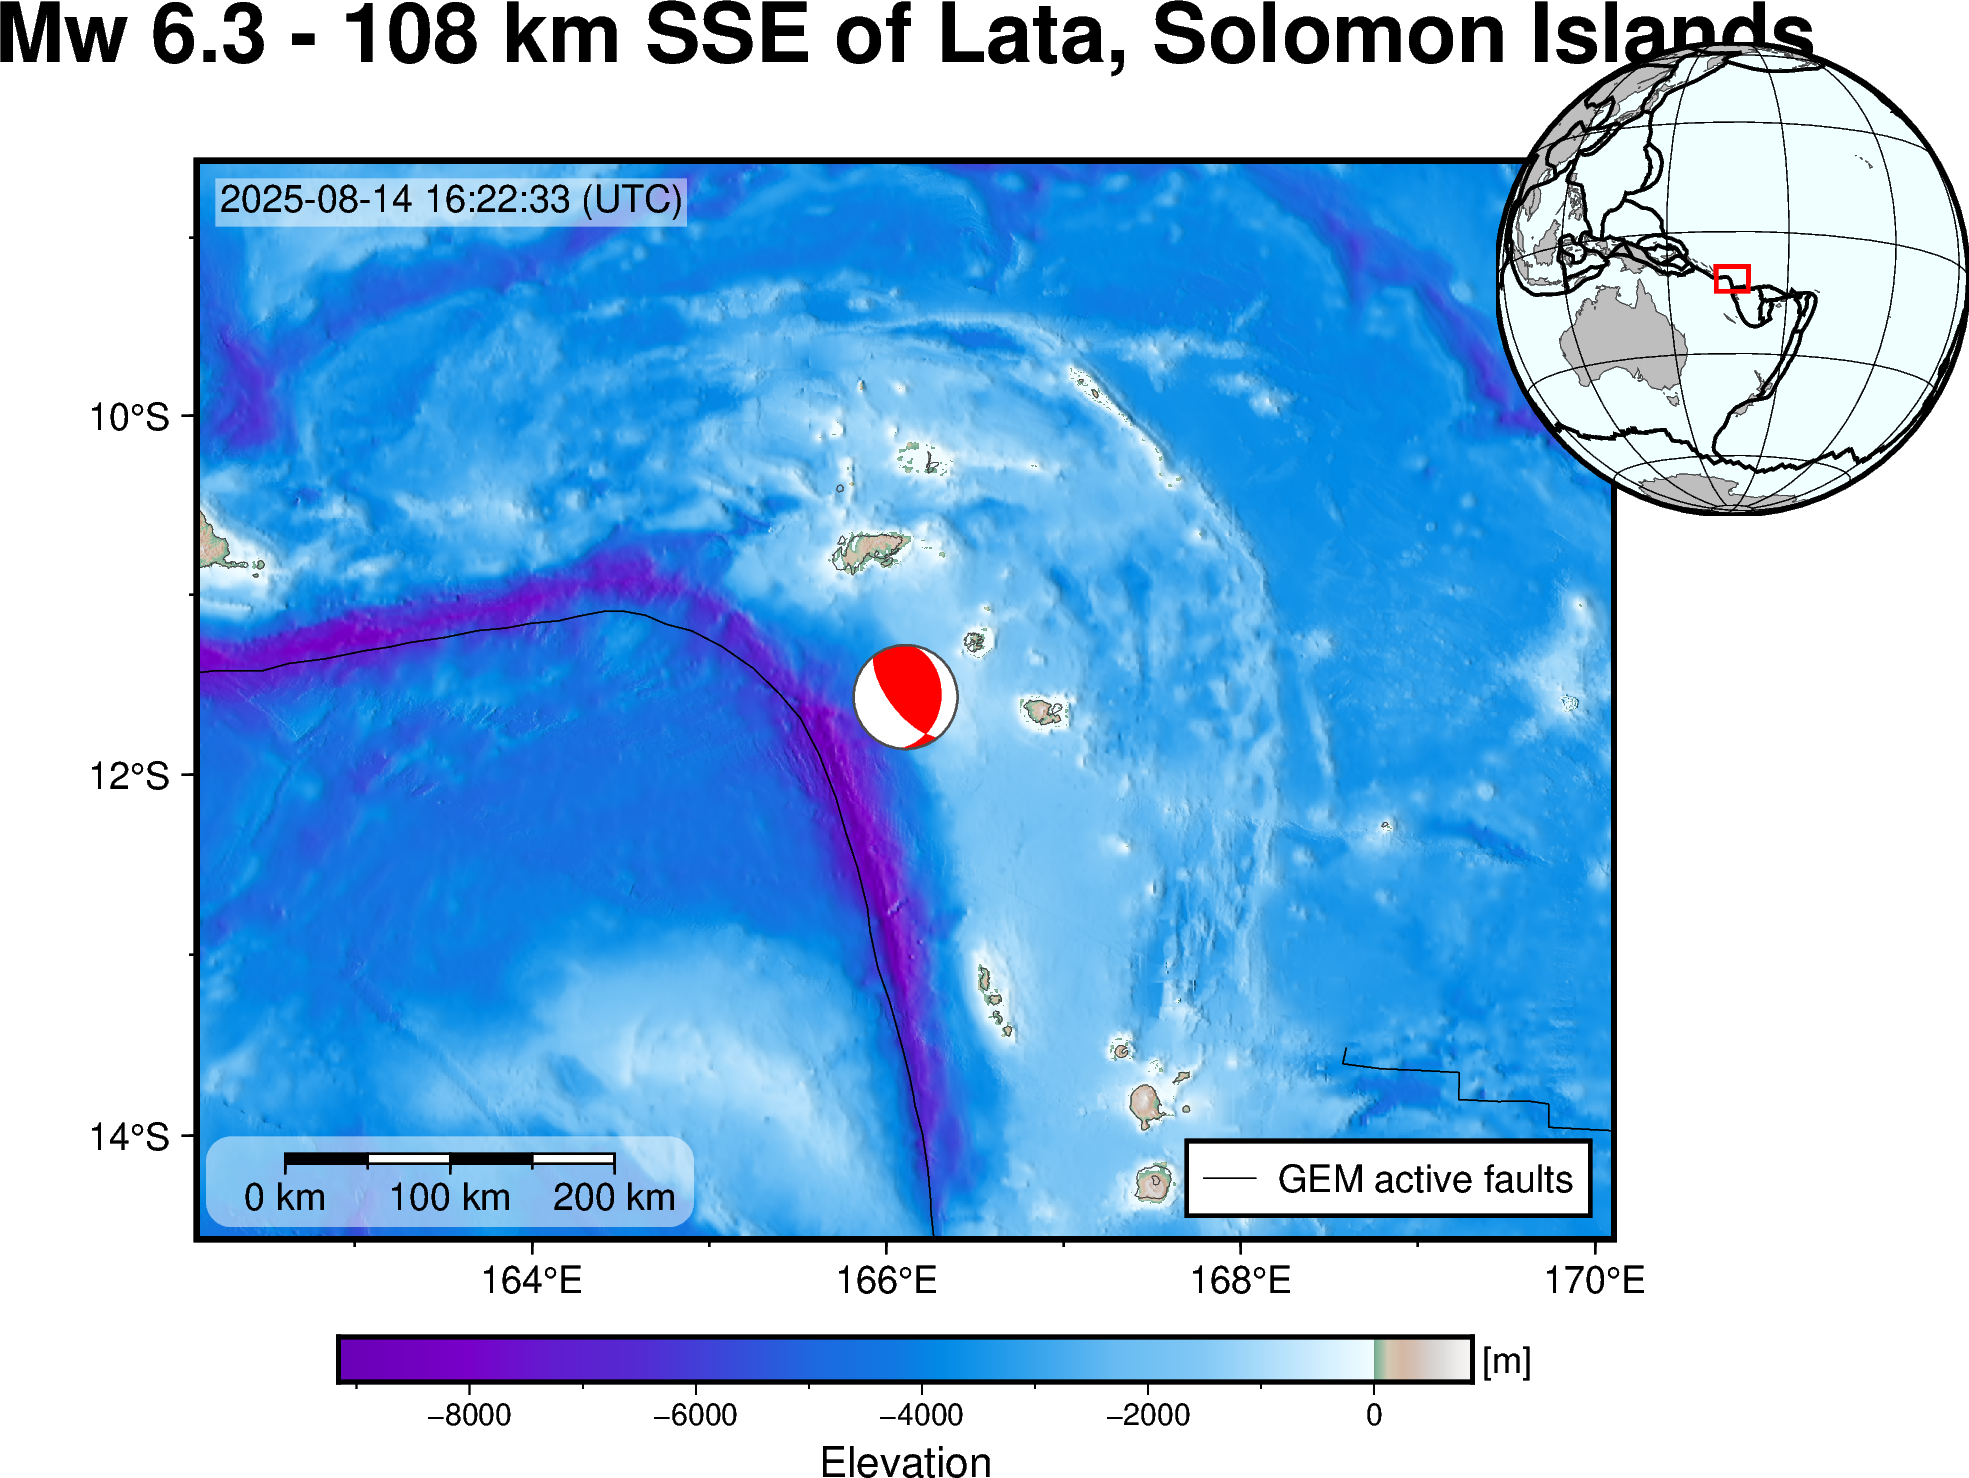 Mw 6.3 - 108 km SSE of Lata, Solomon Islands
2025-08-14 16:22:33 (UTC)
10°S
12°S
14°S
0 km 100 km 200 km
GEM active faults
164°E 166°E 168°E 170°E
[m]
−8000 −6000 −4000 −2000 0
Elevation